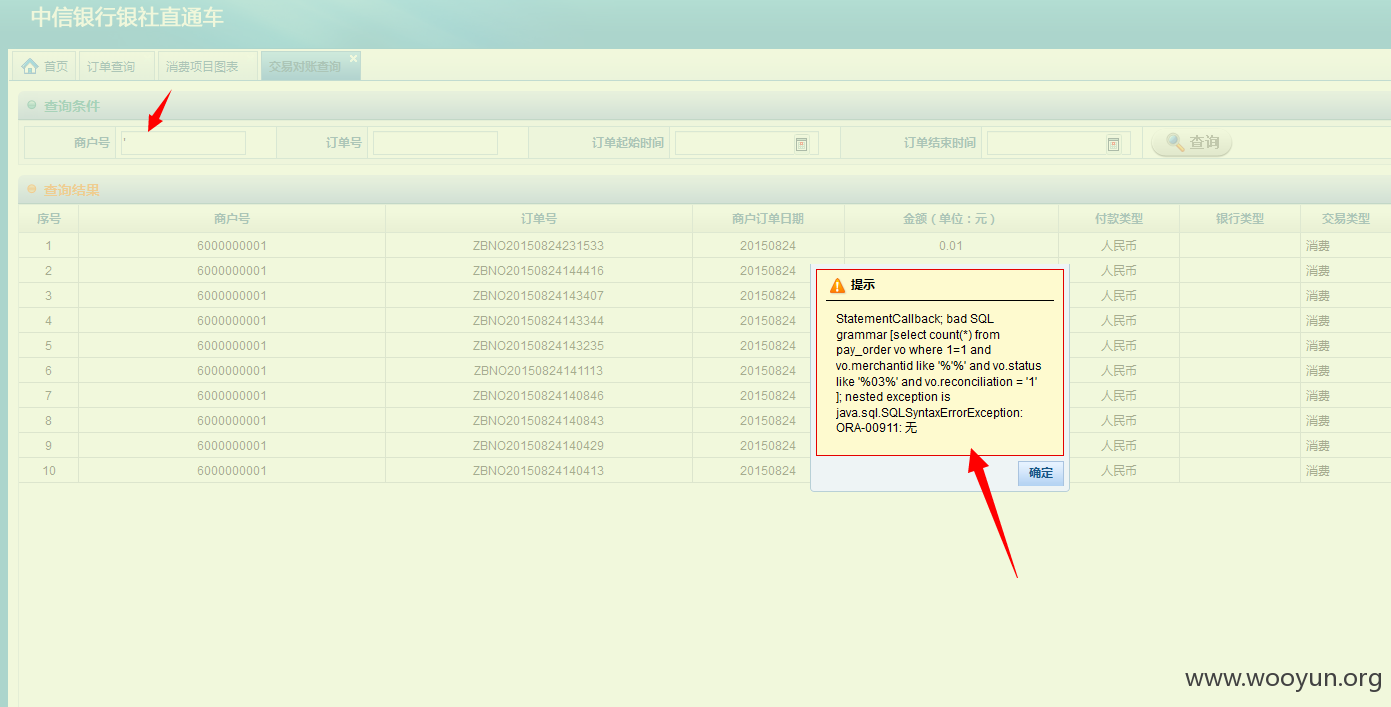 中信银行银社直通车
首页 订单查询 消费项目图表 交易对账查询
查询条件
商户号 ' 订单号 订单起始时间 订单结束时间 查询
查询结果
序号 商户号 订单号 商户订单日期 金额（单位：元） 付款类型 银行类型 交易类型
1 6000000001 ZBNO20150824231533 20150824 0.01 人民币 消费
2 6000000001 ZBNO20150824144416 20150824 人民币 消费
3 6000000001 ZBNO20150824143407 20150824 人民币 消费
4 6000000001 ZBNO20150824143344 20150824 人民币 消费
5 6000000001 ZBNO20150824143235 20150824 人民币 消费
6 6000000001 ZBNO20150824141113 20150824 人民币 消费
7 6000000001 ZBNO20150824140846 20150824 人民币 消费
8 6000000001 ZBNO20150824140843 20150824 人民币 消费
9 6000000001 ZBNO20150824140429 20150824 人民币 消费
10 6000000001 ZBNO20150824140413 20150824 人民币 消费
提示
StatementCallback; bad SQL
grammar [select count(*) from
pay_order vo where 1=1 and
vo.merchantid like '%'%' and vo.status
like '%03%' and vo.reconciliation = '1'
]; nested exception is
java.sql.SQLSyntaxErrorException:
ORA-00911: 无
确定
www.wooyun.org